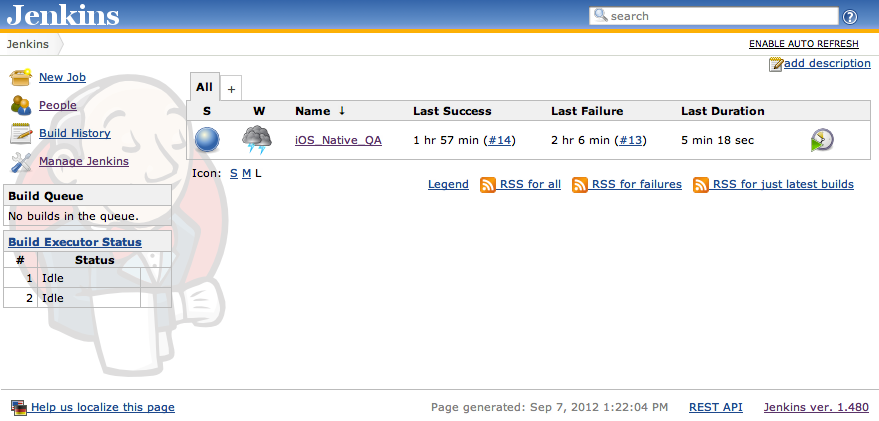 Jenkins
search
?
Jenkins
ENABLE AUTO REFRESH
add description
New Job
People
Build History
Manage Jenkins
Build Queue
No builds in the queue.
Build Executor Status
# Status
1 Idle
2 Idle
All +
S W Name ↓ Last Success Last Failure Last Duration
iOS_Native_QA 1 hr 57 min (#14) 2 hr 6 min (#13) 5 min 18 sec
Icon: S M L
Legend RSS for all RSS for failures RSS for just latest builds
Help us localize this page Page generated: Sep 7, 2012 1:22:04 PM REST API Jenkins ver. 1.480